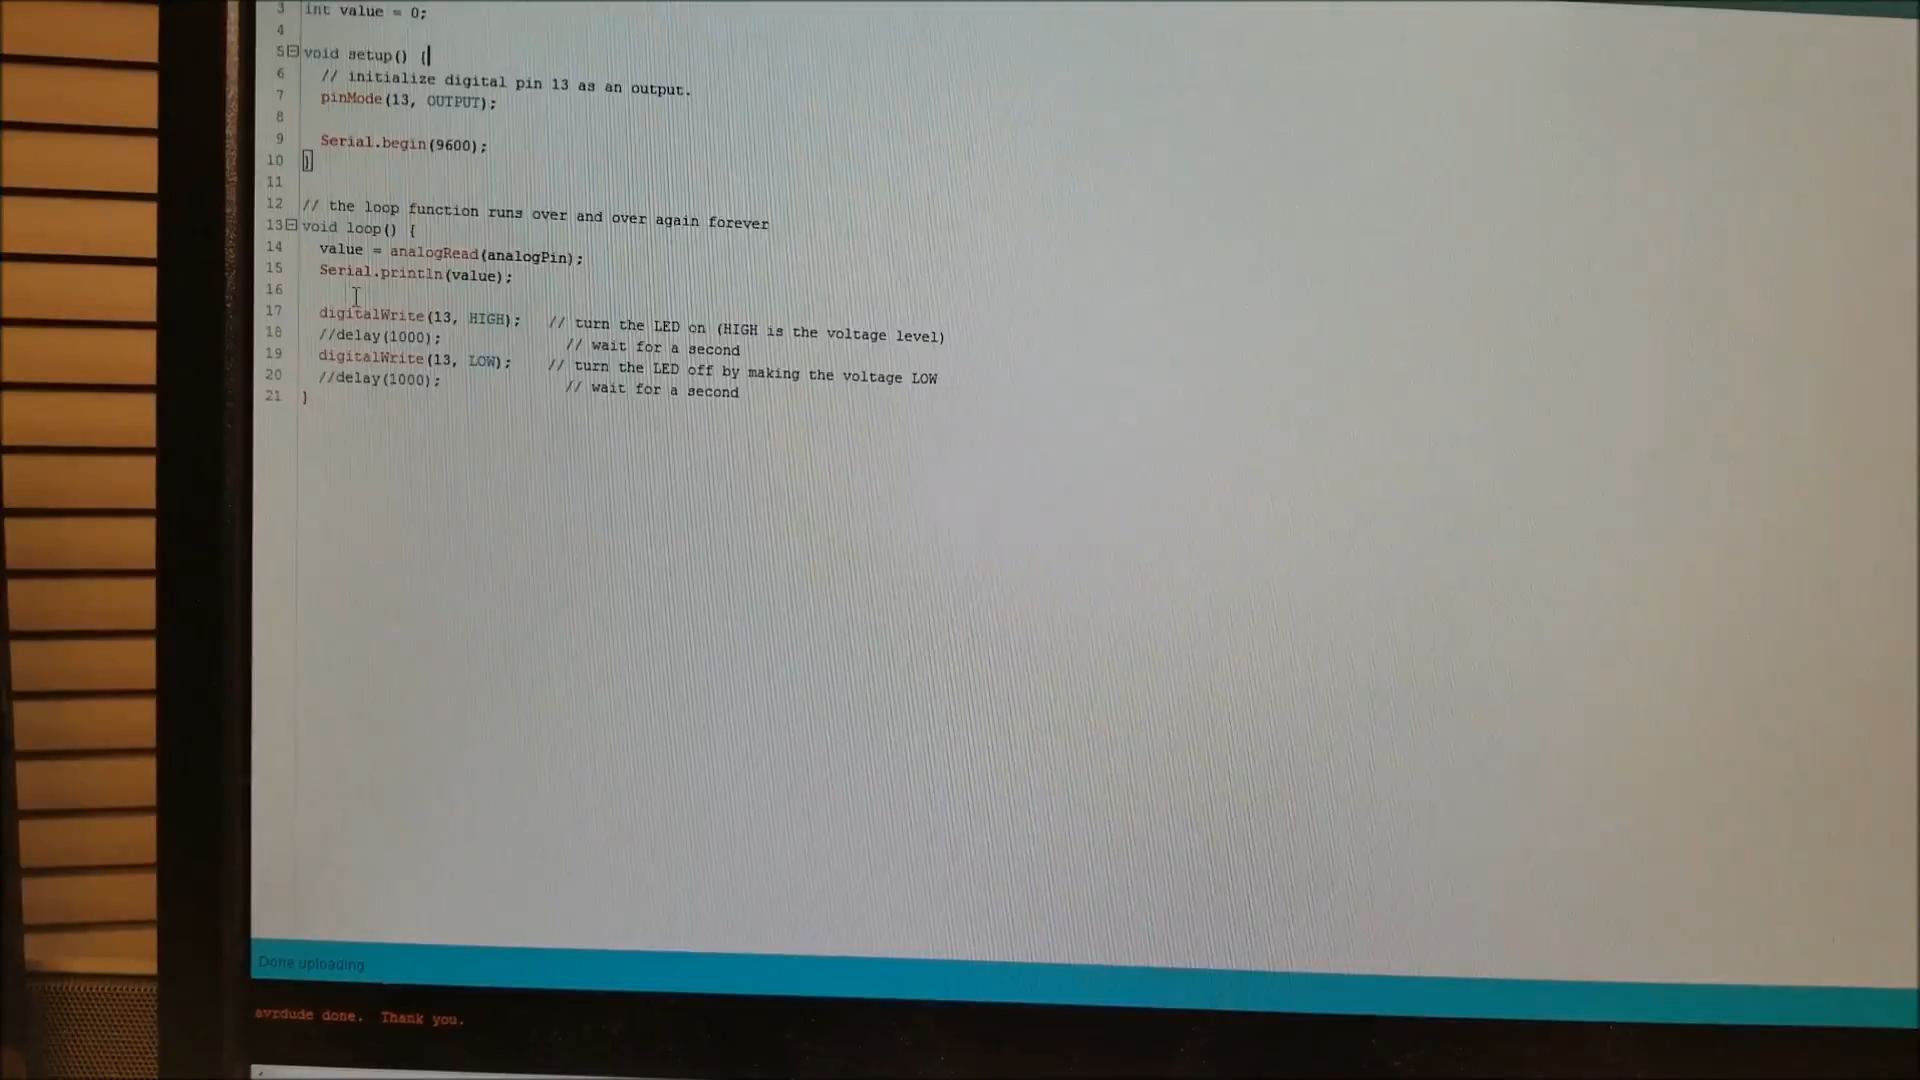 3 int value = 0;
4
5 void setup() {
6 // initialize digital pin 13 as an output.
7 pinMode(13, OUTPUT);
8
9 Serial.begin(9600);
10 }
11
12 // the loop function runs over and over again forever
13 void loop() {
14 value = analogRead(analogPin);
15 Serial.println(value);
16
17 digitalWrite(13, HIGH); // turn the LED on (HIGH is the voltage level)
18 //delay(1000); // wait for a second
19 digitalWrite(13, LOW); // turn the LED off by making the voltage LOW
20 //delay(1000); // wait for a second
21 }
Done uploading
avrdude done. Thank you.